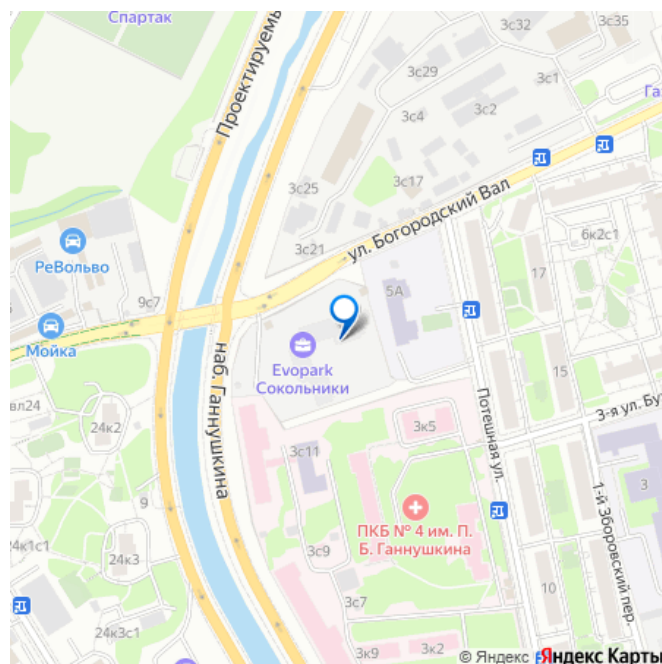 Спартак
Проектируемы
3с32
3с35
3с29
3с1
3с2
Га
3с4
3с25
3с17
3с21
ул. Богородский Вал
6к2с1
РеВольво
17
9с7
5А
Мойка
Evopark
Сокольники
наб. Ганнушкина
15
вл24
24к2
Потешная ул.
3-я ул. Бу
3к5
3с11
3
9
ПКБ № 4 им. П.
Б. Ганнушкина
1-й Зборовский пер.
24к1с1
3с9
24к3
10
3с7
24к3с1
3к9
3к2
© Яндекс
Яндекс Карты